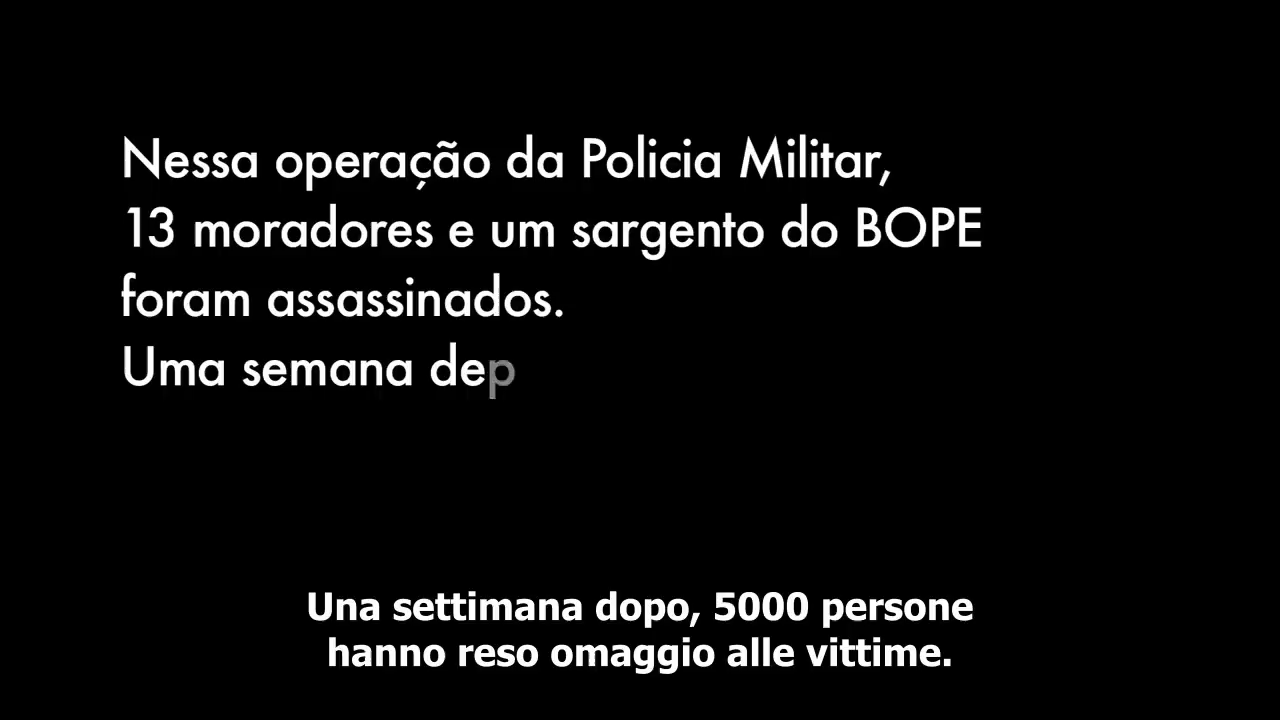 Nessa operação da Policia Militar,
13 moradores e um sargento do BOPE
foram assassinados.
Uma semana dep
Una settimana dopo, 5000 persone
hanno reso omaggio alle vittime.